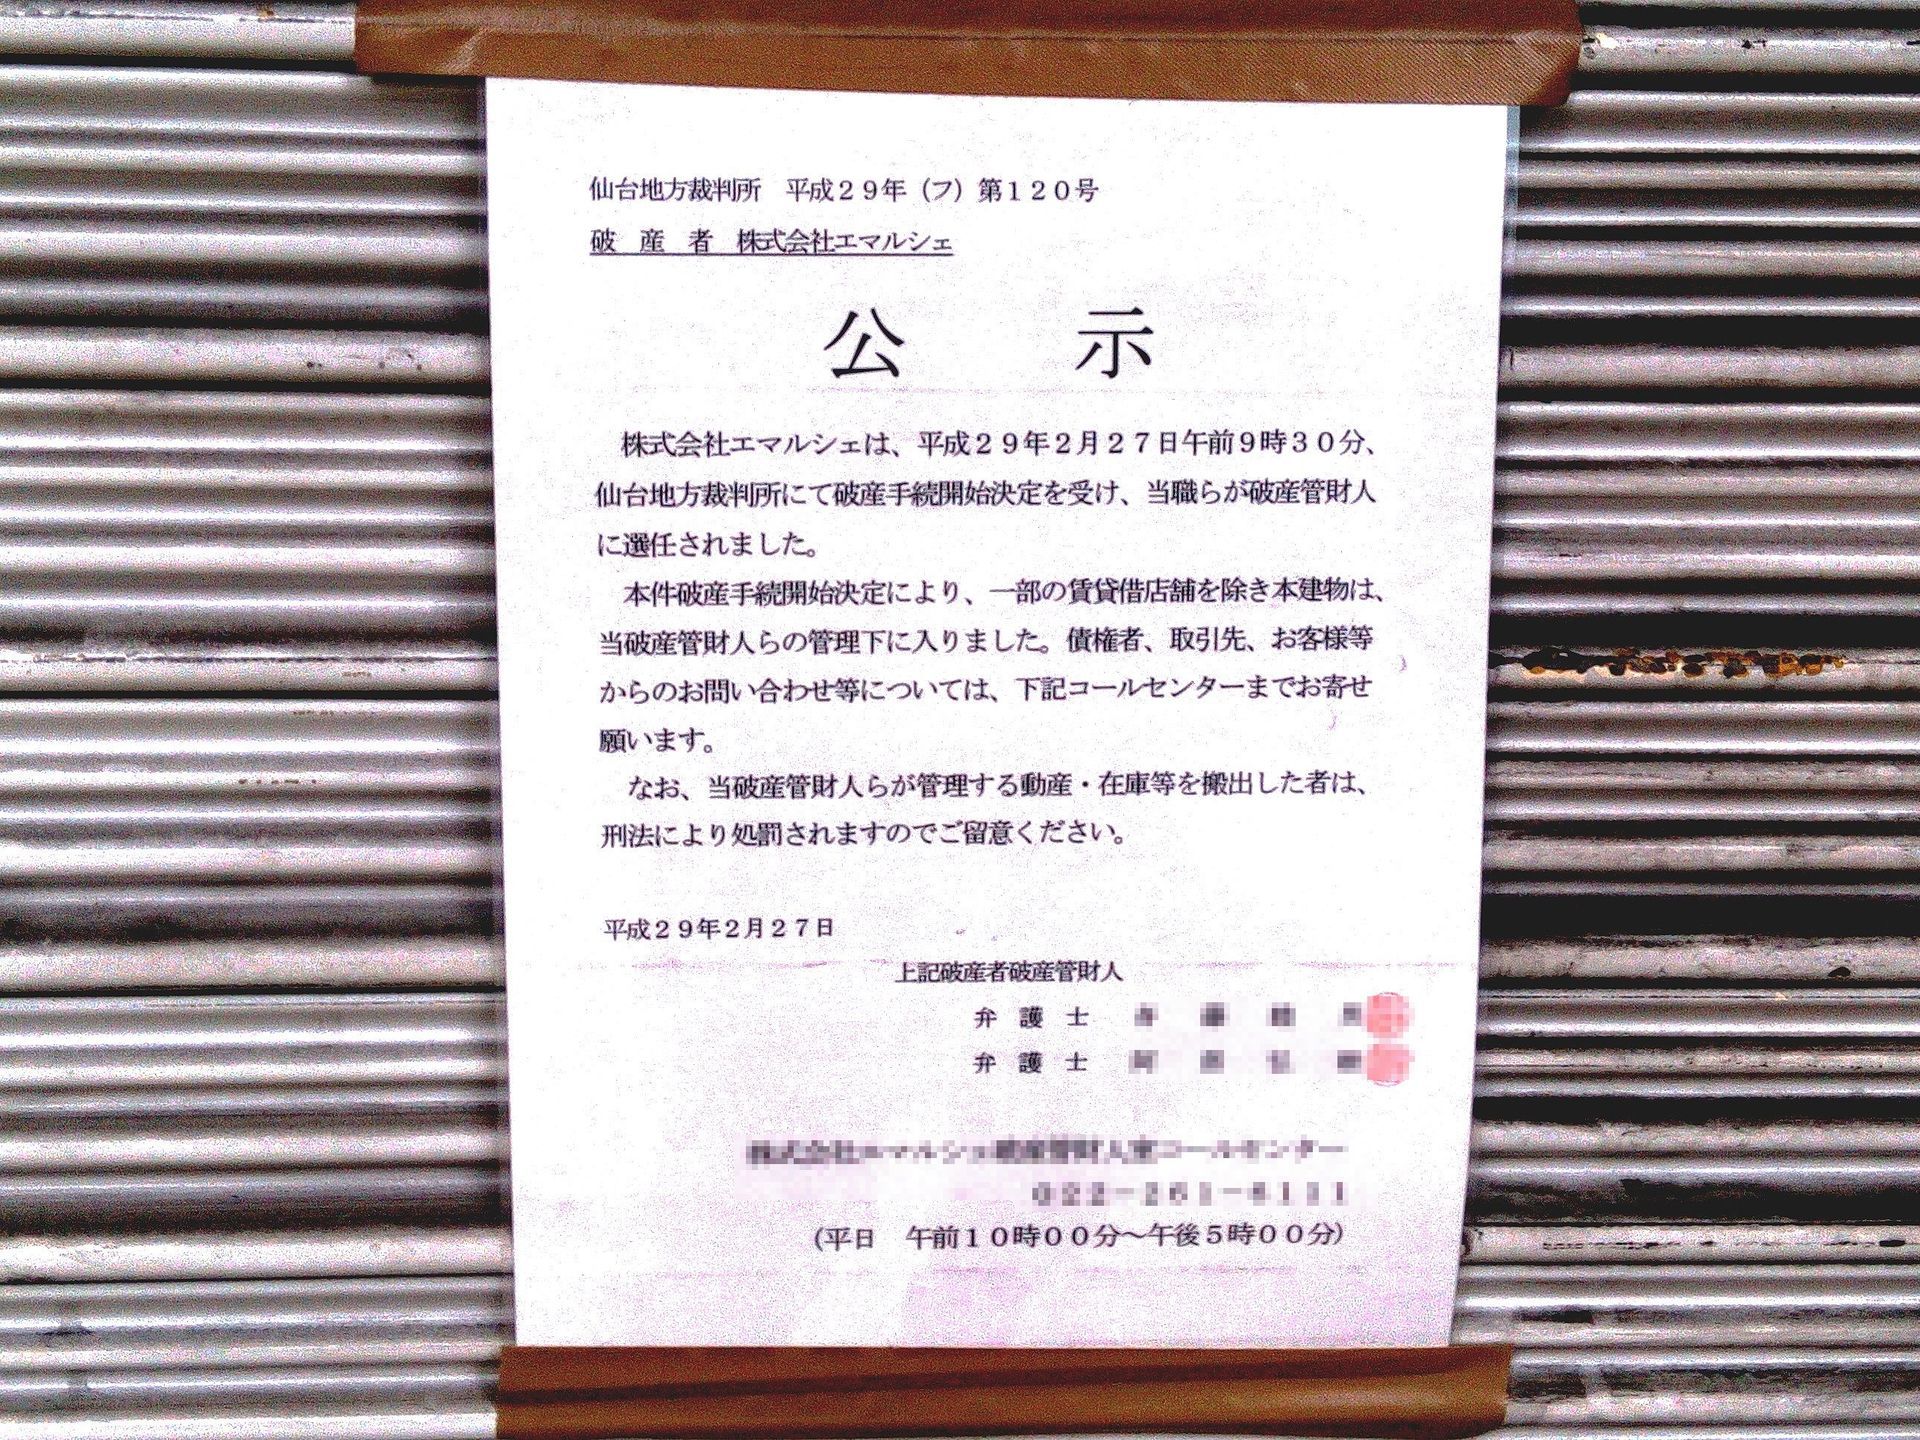 仙台地方裁判所　平成２９年（フ）第１２０号
破　産　者　株式会社エマルシェ
公　示
株式会社エマルシェは、平成２９年２月２７日午前９時３０分、
仙台地方裁判所にて破産手続開始決定を受け、当職らが破産管財人
に選任されました。
本件破産手続開始決定により、一部の賃貸借店舗を除き本建物は、
当破産管財人らの管理下に入りました。債権者、取引先、お客様等
からのお問い合わせ等については、下記コールセンターまでお寄せ
願います。
なお、当破産管財人らが管理する動産・在庫等を搬出した者は、
刑法により処罰されますのでご留意ください。
平成２９年２月２７日
上記破産者破産管財人
弁　護　士
弁　護　士
（平日　午前１０時００分～午後５時００分）